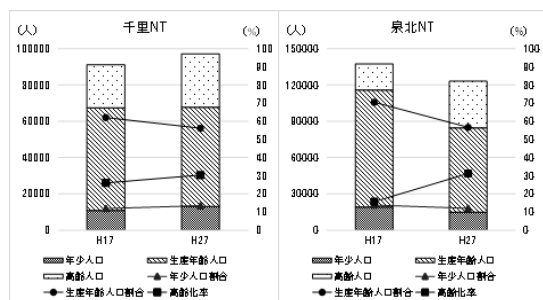 千里NT
(人)
(%)
100000
80000
60000
40000
20000
0
100
90
80
70
60
50
40
30
20
10
0
H17
H27
年少人口
生産年齢人口
高齢人口
年少人口割合
生産年齢人口割合
高齢化率
泉北NT
(人)
(%)
150000
120000
90000
60000
30000
0
100
90
80
70
60
50
40
30
20
10
0
H17
H27
年少人口
生産年齢人口
高齢人口
年少人口割合
生産年齢人口割合
高齢化率